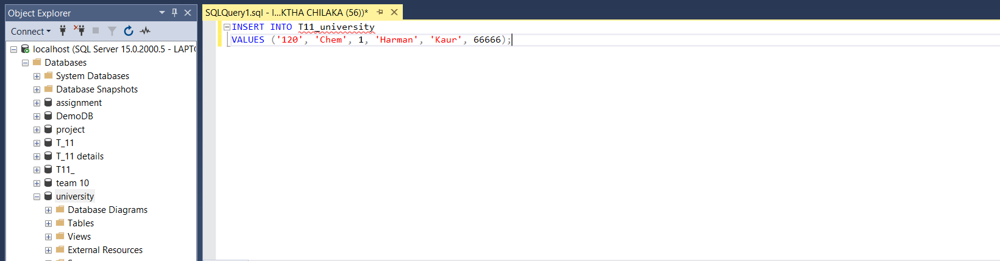 Object Explorer
Connect
localhost (SQL Server 15.0.2000.5 - LAPT
Databases
System Databases
Database Snapshots
assignment
DemoDB
project
T_11
T_11 details
T11_
team 10
university
Database Diagrams
Tables
Views
External Resources
SQLQuery1.sql - l...KTHA CHILAKA (56))*
INSERT INTO T11_university
VALUES ('120', 'Chem', 1, 'Harman', 'Kaur', 66666);